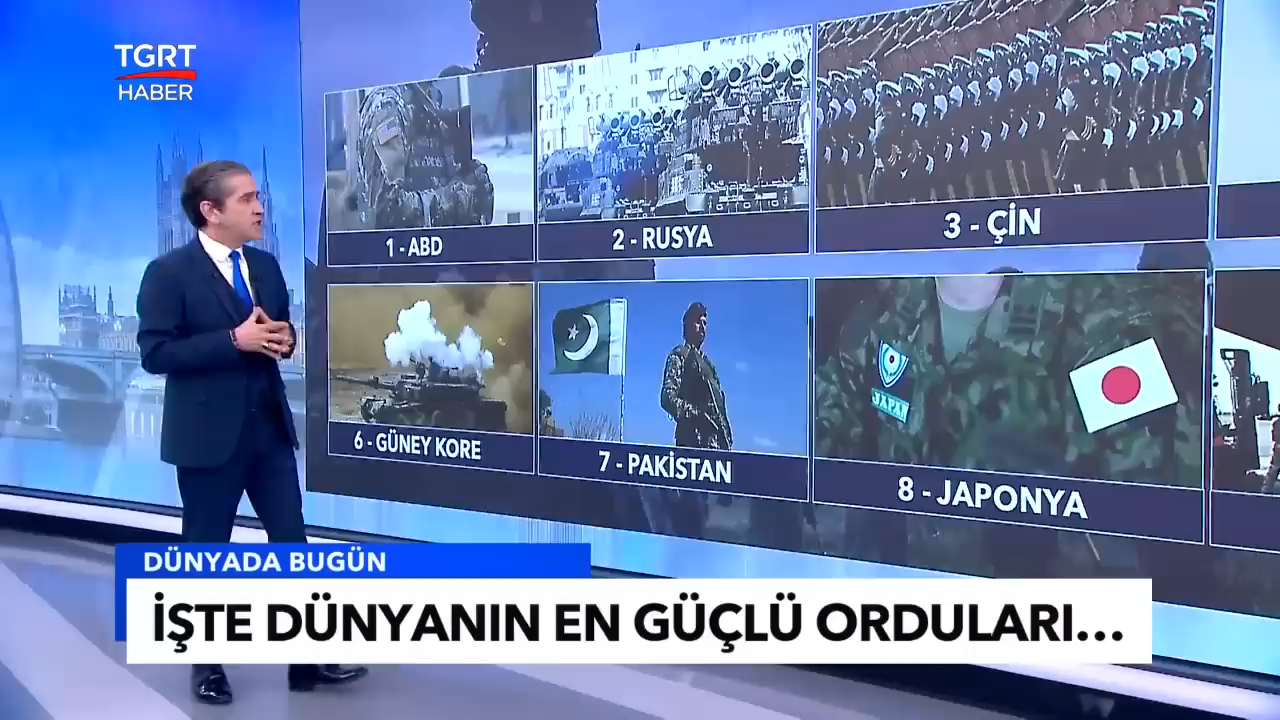 TGRT
HABER
1 - ABD
2 - RUSYA
3 - ÇİN
6 - GÜNEY KORE
7 - PAKİSTAN
JAPAN
8 - JAPONYA
DÜNYADA BUGÜN
İŞTE DÜNYANIN EN GÜÇLÜ ORDULARI...